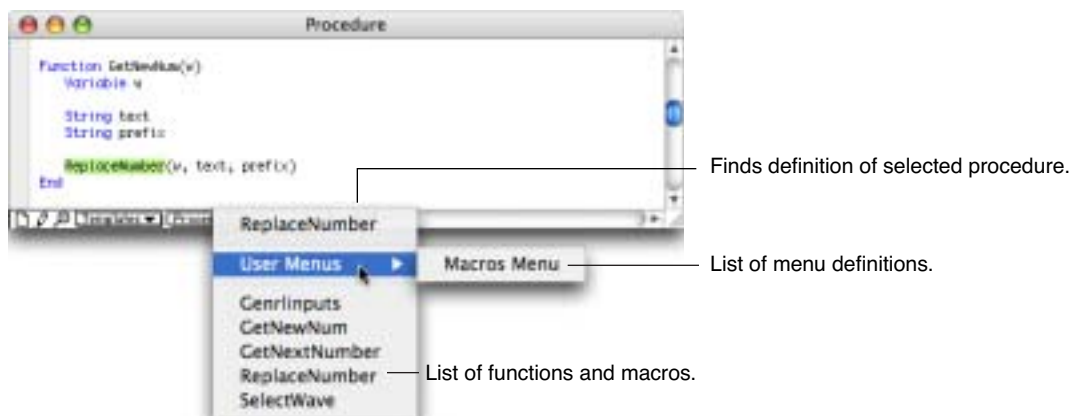 Procedure
Function GetNewNum(w)
Variable w
String text
String prefix
ReplaceNumber(w, text, prefix)
End
Templates
ReplaceNumber
User Menus
Macros Menu
GenrlInputs
GetNewNum
GetNextNumber
ReplaceNumber
SelectWave
Finds definition of selected procedure.
List of menu definitions.
List of functions and macros.